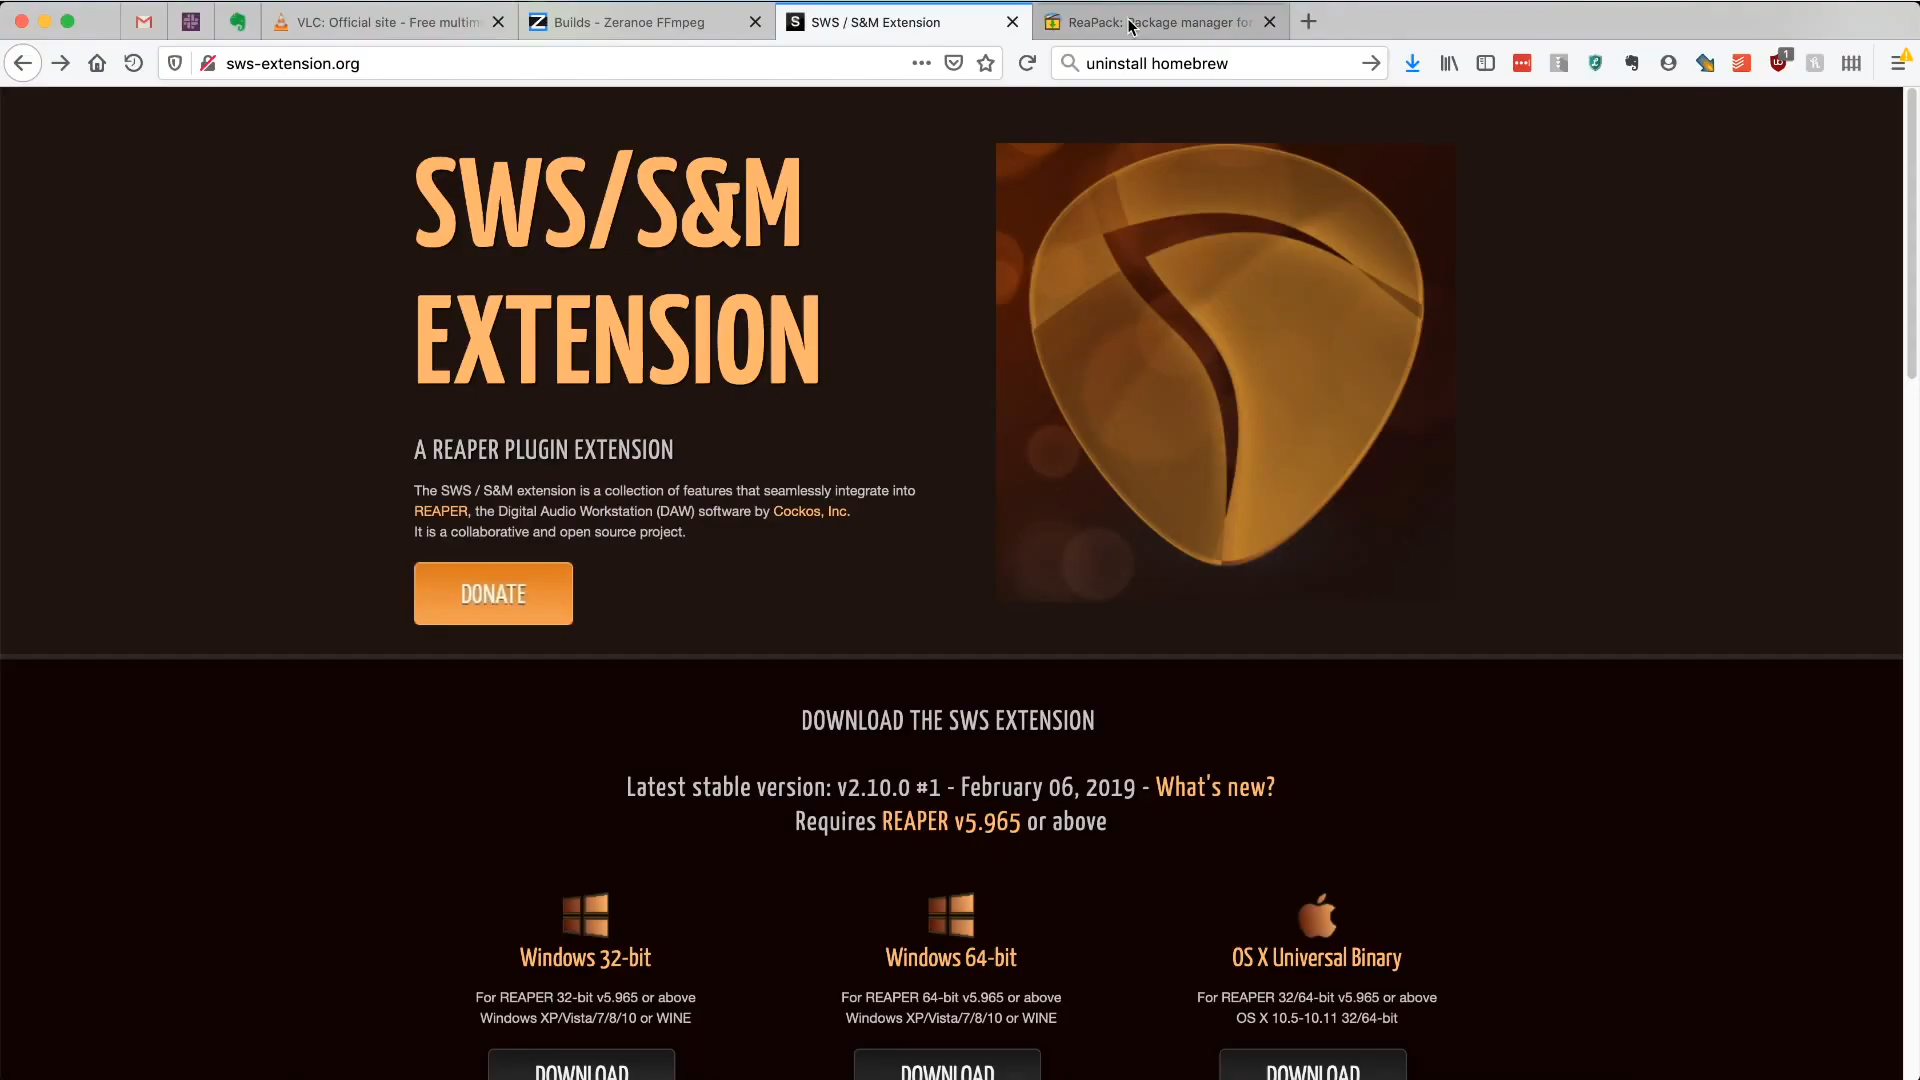 VLC: Official site - Free multim
Builds - Zeranoe FFmpeg
S
SWS / S&M Extension
ReaPack: Package manager for
sws-extension.org
uninstall homebrew
1
SWS/S&M
EXTENSION
A REAPER PLUGIN EXTENSION
The SWS / S&M extension is a collection of features that seamlessly integrate into
REAPER, the Digital Audio Workstation (DAW) software by Cockos, Inc.
It is a collaborative and open source project.
DONATE
DOWNLOAD THE SWS EXTENSION
Latest stable version: v2.10.0 #1 - February 06, 2019 - What's new?
Requires REAPER v5.965 or above
Windows 32-bit
For REAPER 32-bit v5.965 or above
Windows XP/Vista/7/8/10 or WINE
DOWNLOAD
Windows 64-bit
For REAPER 64-bit v5.965 or above
Windows XP/Vista/7/8/10 or WINE
DOWNLOAD
OS X Universal Binary
For REAPER 32/64-bit v5.965 or above
OS X 10.5-10.11 32/64-bit
DOWNLOAD